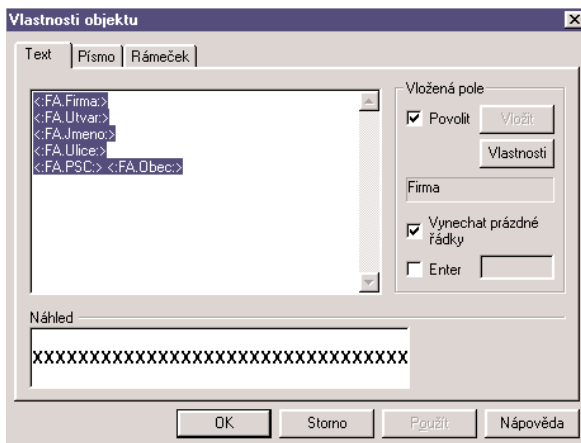 Vlastnosti objektu
Text
Písmo
Rámeček
<:FA.Firma:>
<:FA.Utvar:>
<:FA.Jmeno:>
<:FA.Ulice:>
<:FA.PSC:> <:FA.Obec:>
Vložená pole
Povolit
Vložit
Vlastnosti
Firma
Vynechat prázdné
řádky
Enter
Náhled
XXXXXXXXXXXXXXXXXXXXXXXXXXXXXXXXX
OK
Storno
Použít
Nápověda